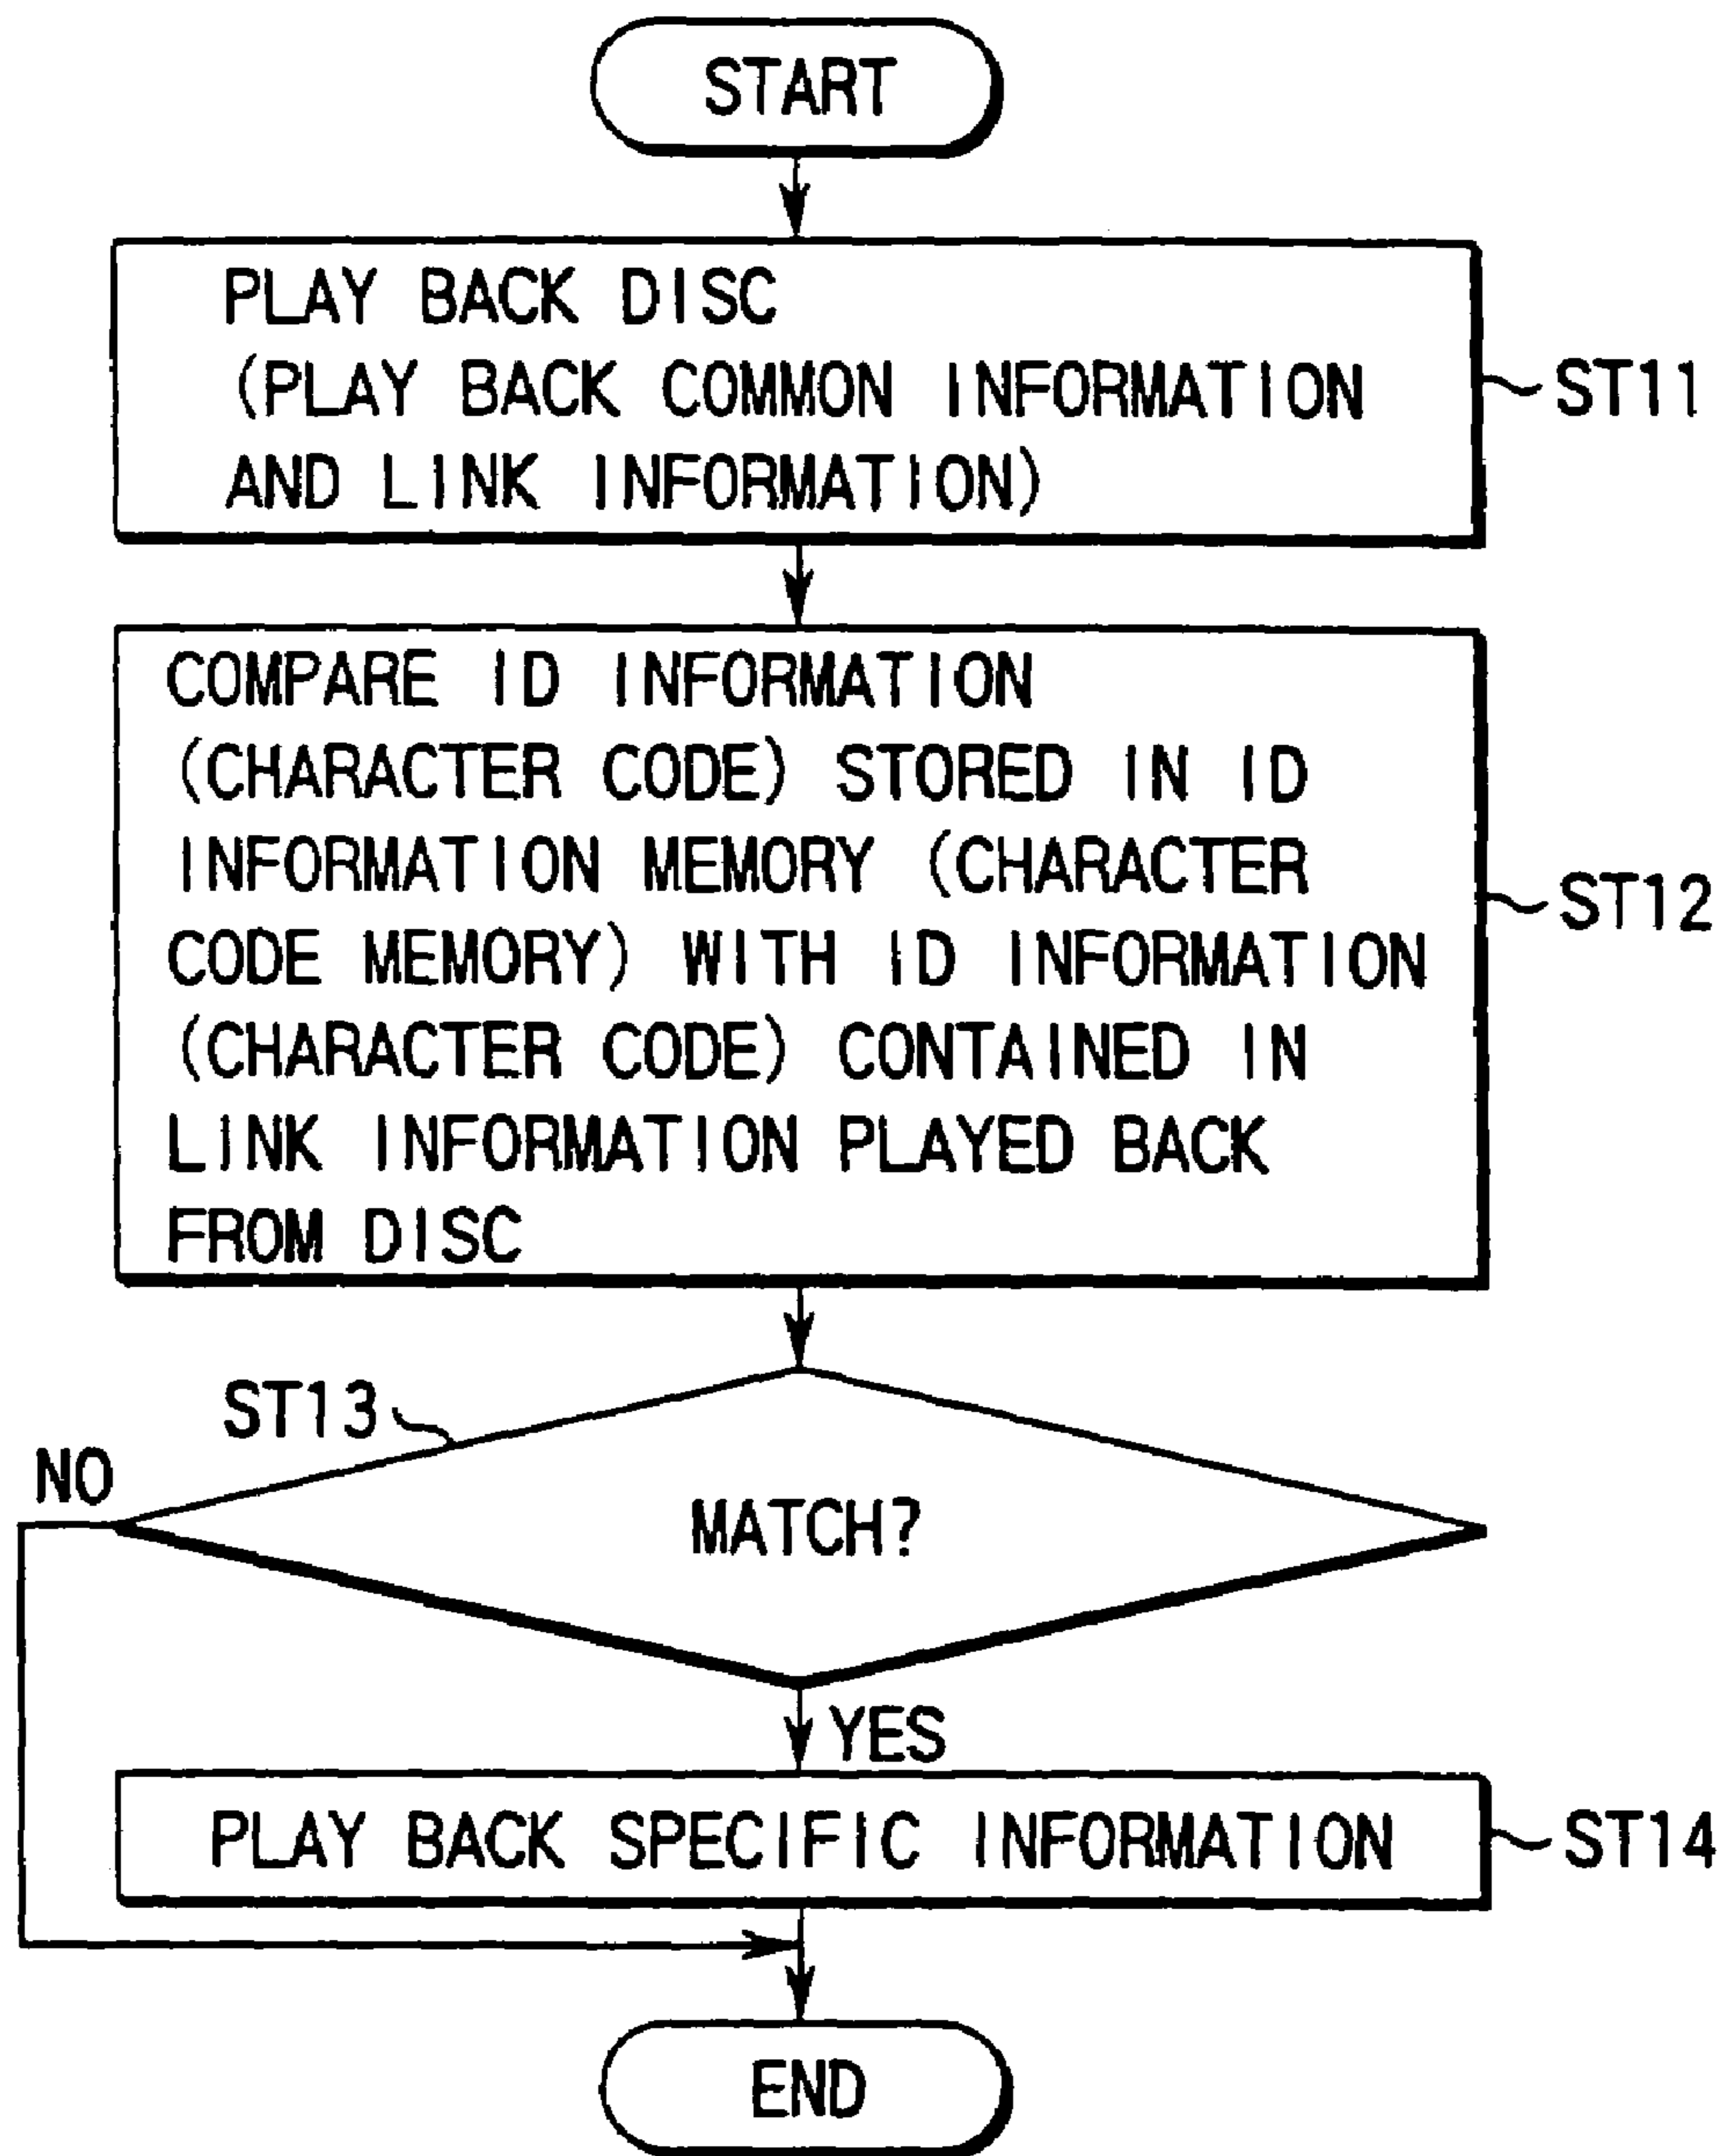 START
PLAY BACK DISC
(PLAY BACK COMMON INFORMATION
AND LINK INFORMATION)
ST11
COMPARE ID INFORMATION
(CHARACTER CODE) STORED IN ID
INFORMATION MEMORY (CHARACTER
CODE MEMORY) WITH ID INFORMATION
(CHARACTER CODE) CONTAINED IN
LINK INFORMATION PLAYED BACK
FROM DISC
ST12
ST13
NO
MATCH?
YES
PLAY BACK SPECIFIC INFORMATION
ST14
END